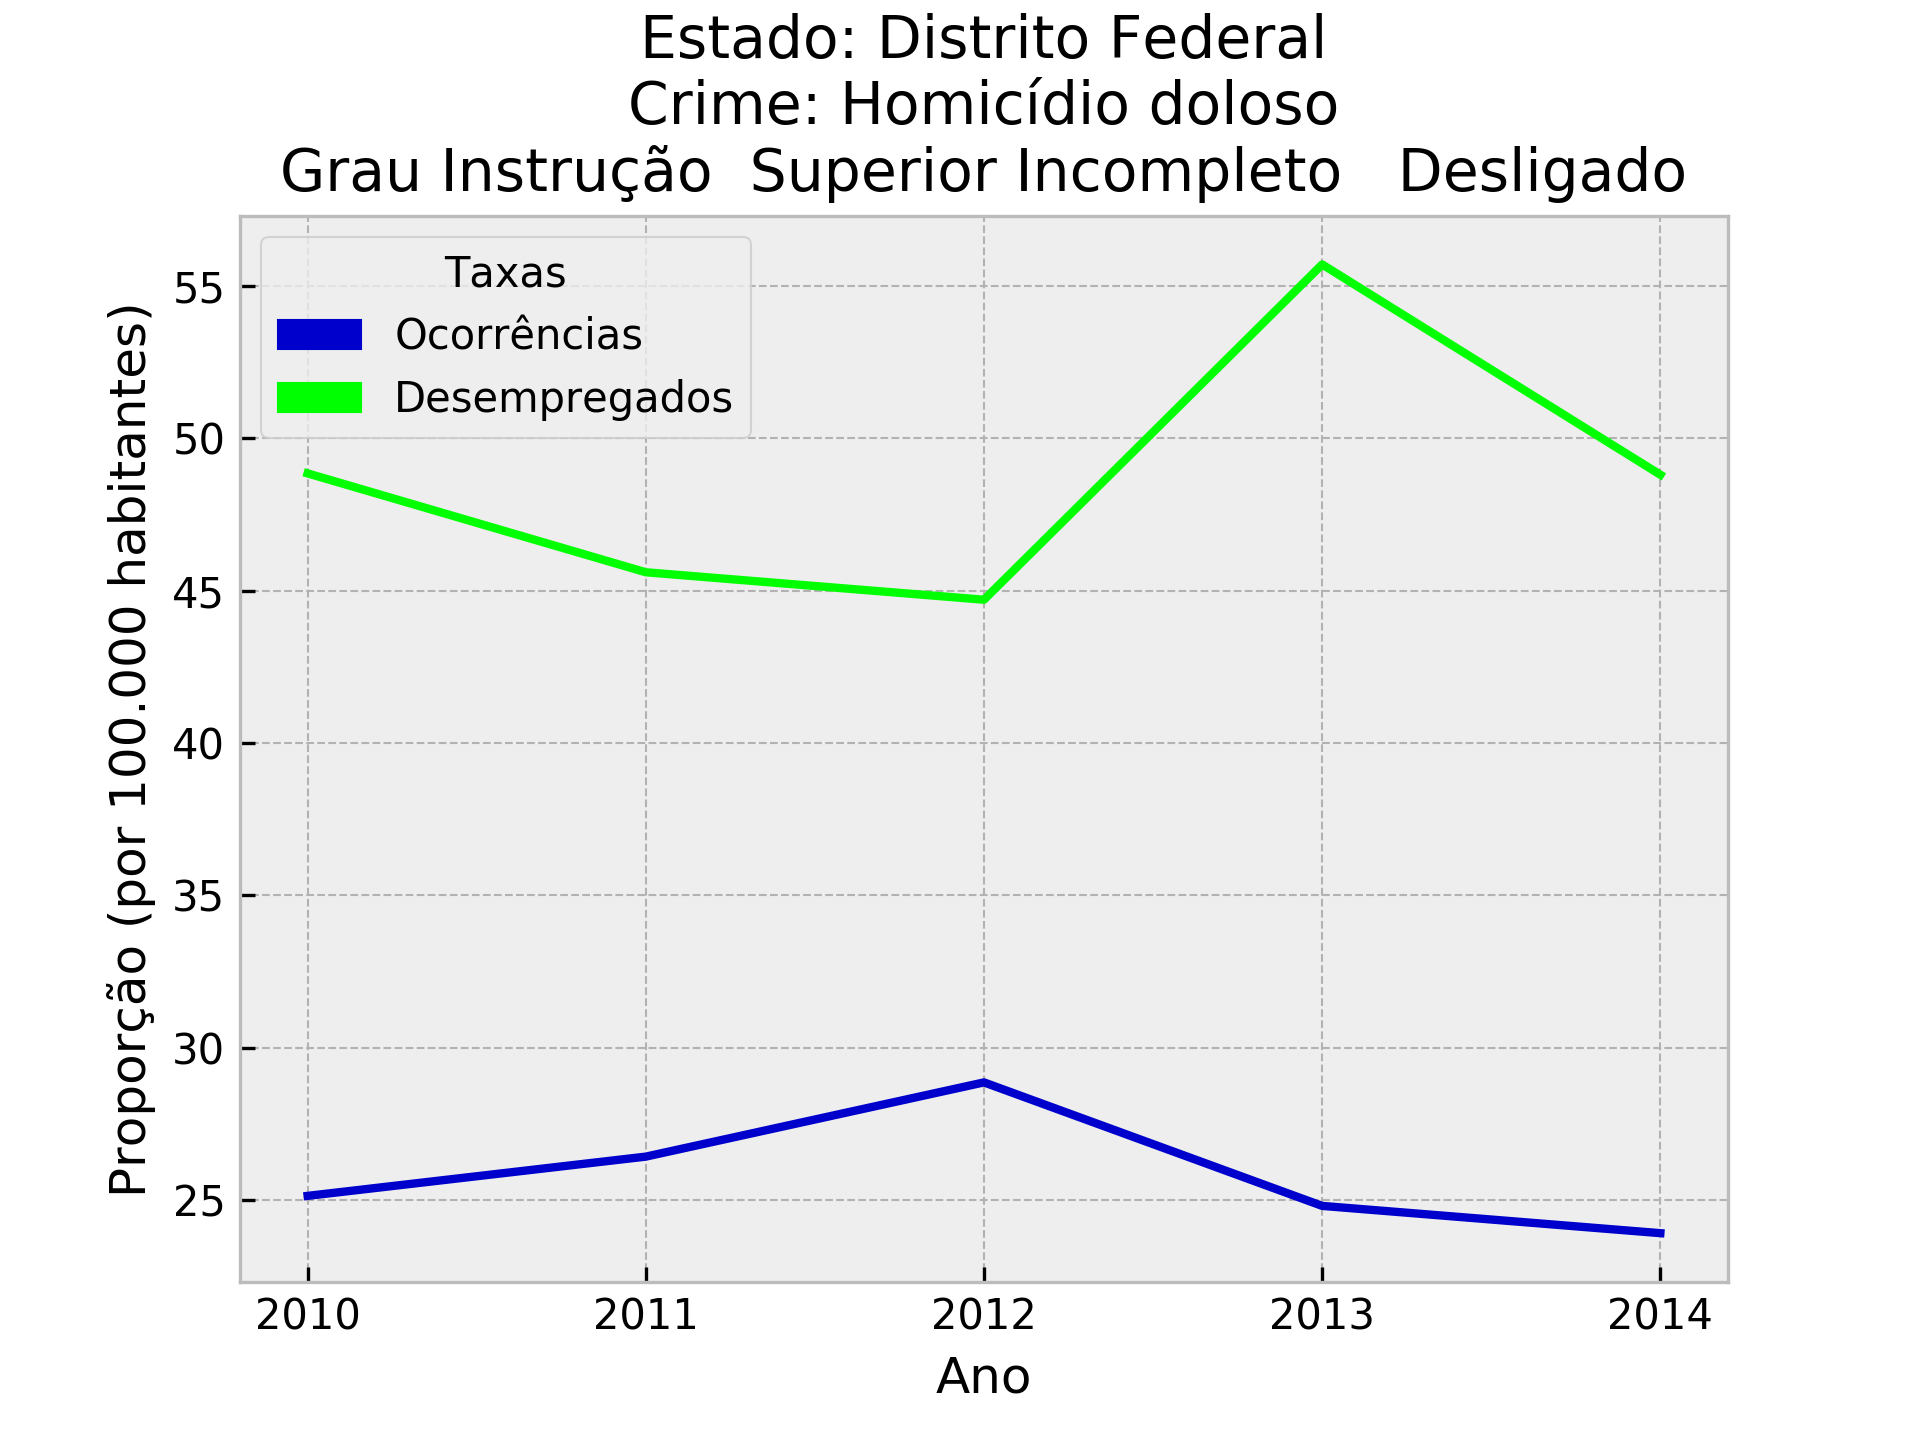 Estado: Distrito Federal
Crime: Homicídio doloso
Grau Instrução  Superior Incompleto   Desligado
Taxas
Ocorrências
Desempregados
Proporção (por 100.000 habitantes)
55
50
45
40
35
30
25
2010 2011 2012 2013 2014
Ano